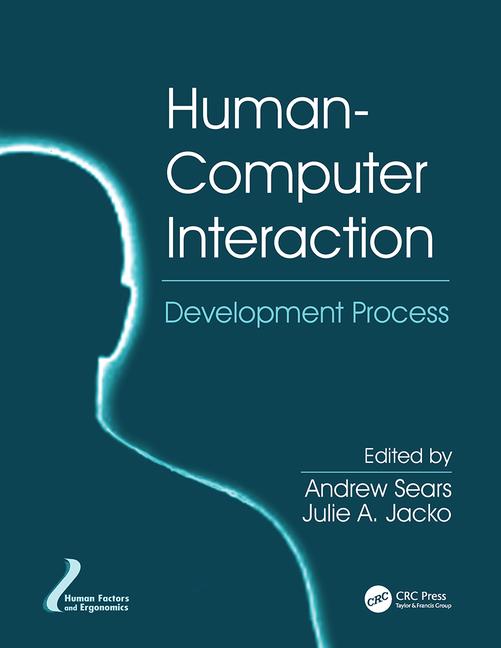 Human-
Computer
Interaction
Development Process
Edited by
Andrew Sears
Julie A. Jacko
Human Factors
and Ergonomics
CRC
CRC Press
Taylor & Francis Group